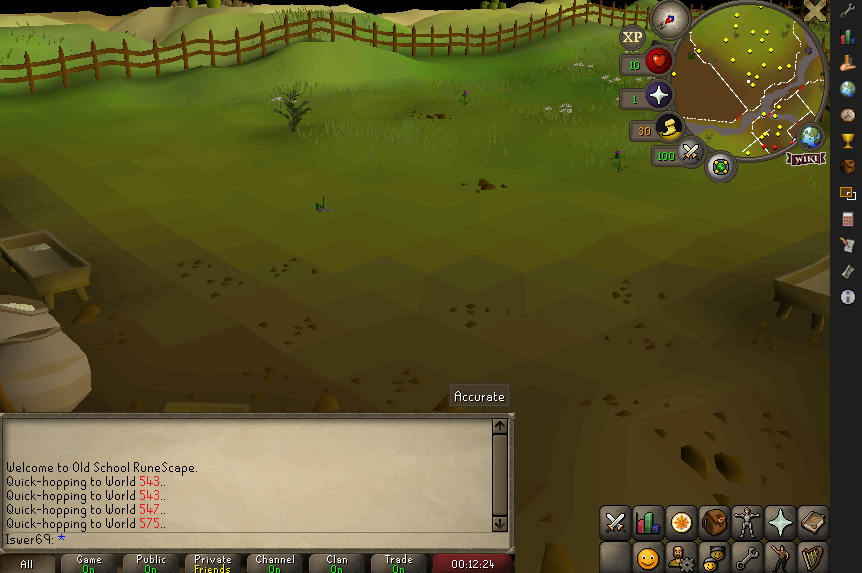 XP
10
1
30
100
WIKI
Accurate
Welcome to Old School RuneScape.
Quick-hopping to World 543..
Quick-hopping to World 543..
Quick-hopping to World 547..
Quick-hopping to World 575..
Iswer69: *
All
Game
On
Public
On
Private
Friends
Channel
On
Clan
On
Trade
On
00:12:24